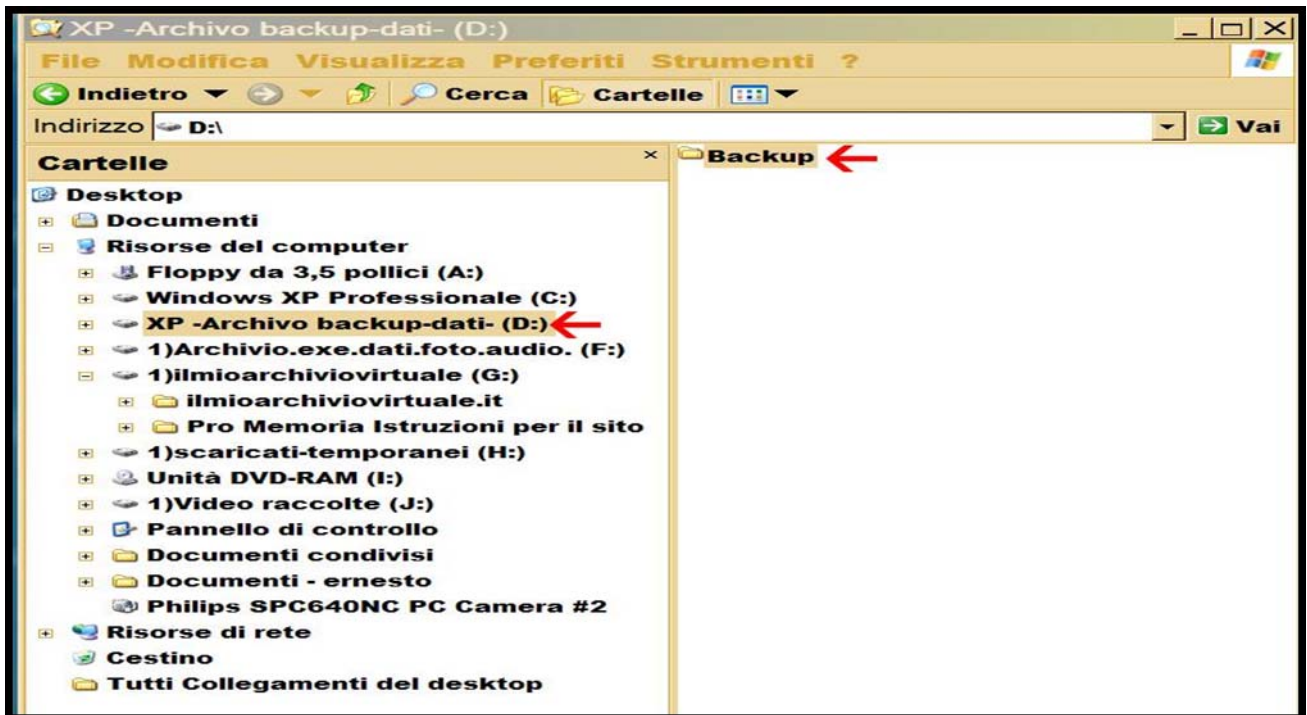 XP -Archivo backup-dati- (D:)
File Modifica Visualizza Preferiti Strumenti ?
Indietro Cerca Cartelle
Indirizzo D:\ Vai
Cartelle
Desktop
Documenti
Risorse del computer
Floppy da 3,5 pollici (A:)
Windows XP Professionale (C:)
XP -Archivo backup-dati- (D:)
1)Archivio.exe.dati.foto.audio. (F:)
1)ilmioarchiviovirtuale (G:)
ilmioarchiviovirtuale.it
Pro Memoria Istruzioni per il sito
1)scaricati-temporanei (H:)
Unità DVD-RAM (I:)
1)Video raccolte (J:)
Pannello di controllo
Documenti condivisi
Documenti - ernesto
Philips SPC640NC PC Camera #2
Risorse di rete
Cestino
Tutti Collegamenti del desktop
Backup